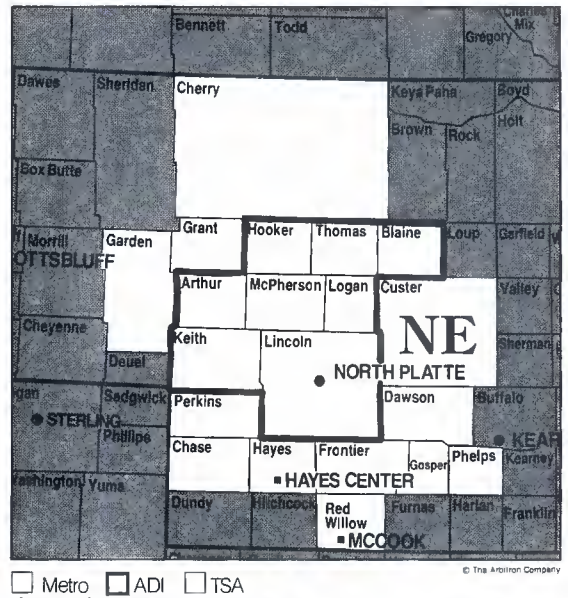 Bennett
Todd
Gregory
Mix
Dawes
Sheridan
Cherry
Keya Paha
Boyd
Brown
Rock
Holt
Box Butte
Grant
Hooker
Thomas
Blaine
Loup
Garfield
Morrill
Garden
OTTSBLUFF
Arthur
McPherson
Logan
Custer
Valley
Cheyenne
Keith
Lincoln
NE
Sherman
Deuel
NORTH PLATTE
gan
Sedgwick
Perkins
Dawson
Buffalo
STERLING
Phillips
KEAR
Chase
Hayes
Frontier
Gosper
Phelps
Kearney
HAYES CENTER
Washington
Yuma
Dundy
Hitchcock
Red
Willow
Furnas
Harlan
Franklin
MCCOOK
© The Arbitron Company
Metro ADI TSA